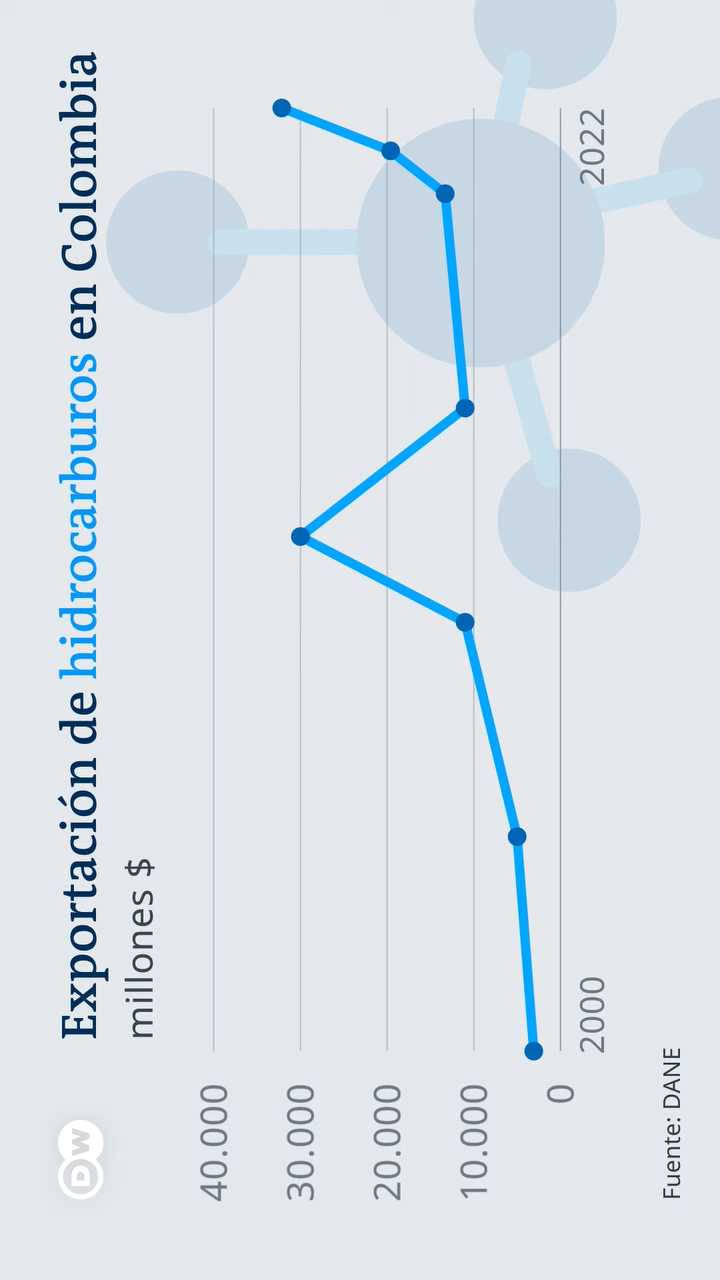 DW
Exportación de hidrocarburos en Colombia
millones $
40.000
30.000
20.000
10.000
0
2000
2022
Fuente: DANE